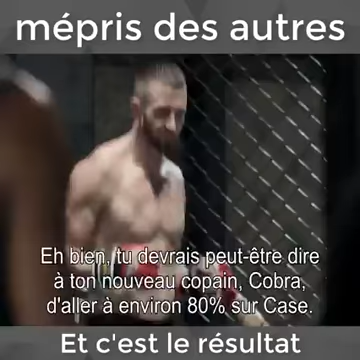 mépris des autres
Eh bien, tu devrais peut-être dire
à ton nouveau copain, Cobra,
d'aller à environ 80% sur Case.
Et c'est le résultat